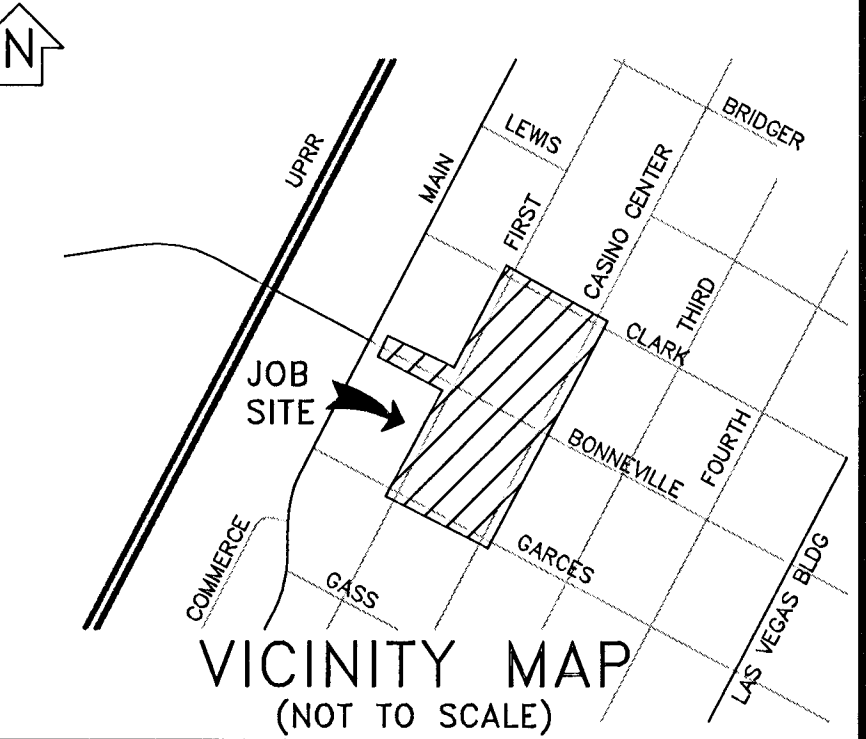 N
BRIDGER
LEWIS
UPRR
MAIN
FIRST
CASINO CENTER
THIRD
CLARK
JOB
SITE
FOURTH
BONNEVILLE
GARCES
COMMERCE
GASS
LAS VEGAS BLDG
VICINITY MAP
(NOT TO SCALE)